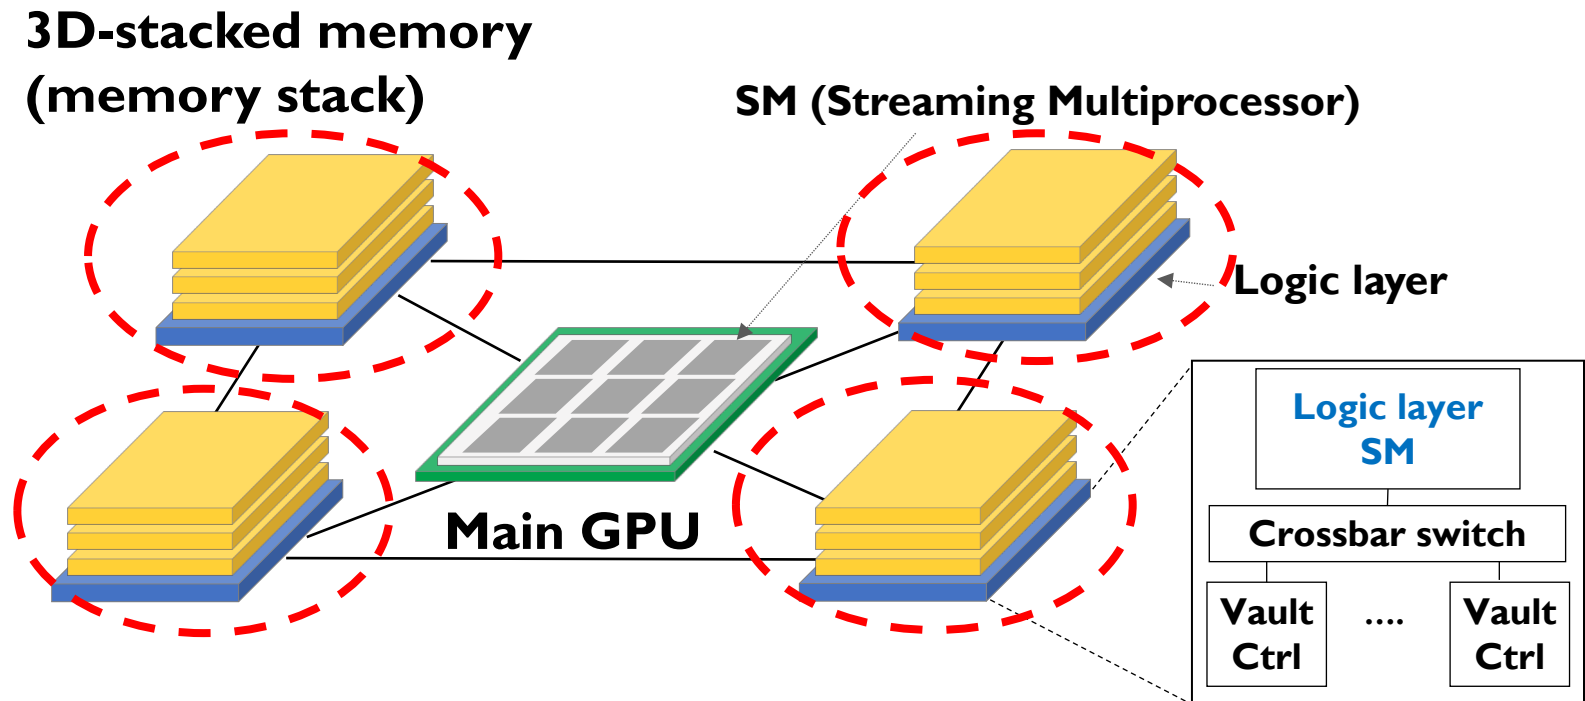 3D-stacked memory
(memory stack)
SM (Streaming Multiprocessor)
Logic layer
Main GPU
Logic layer
SM
Crossbar switch
Vault
Ctrl
....
Vault
Ctrl